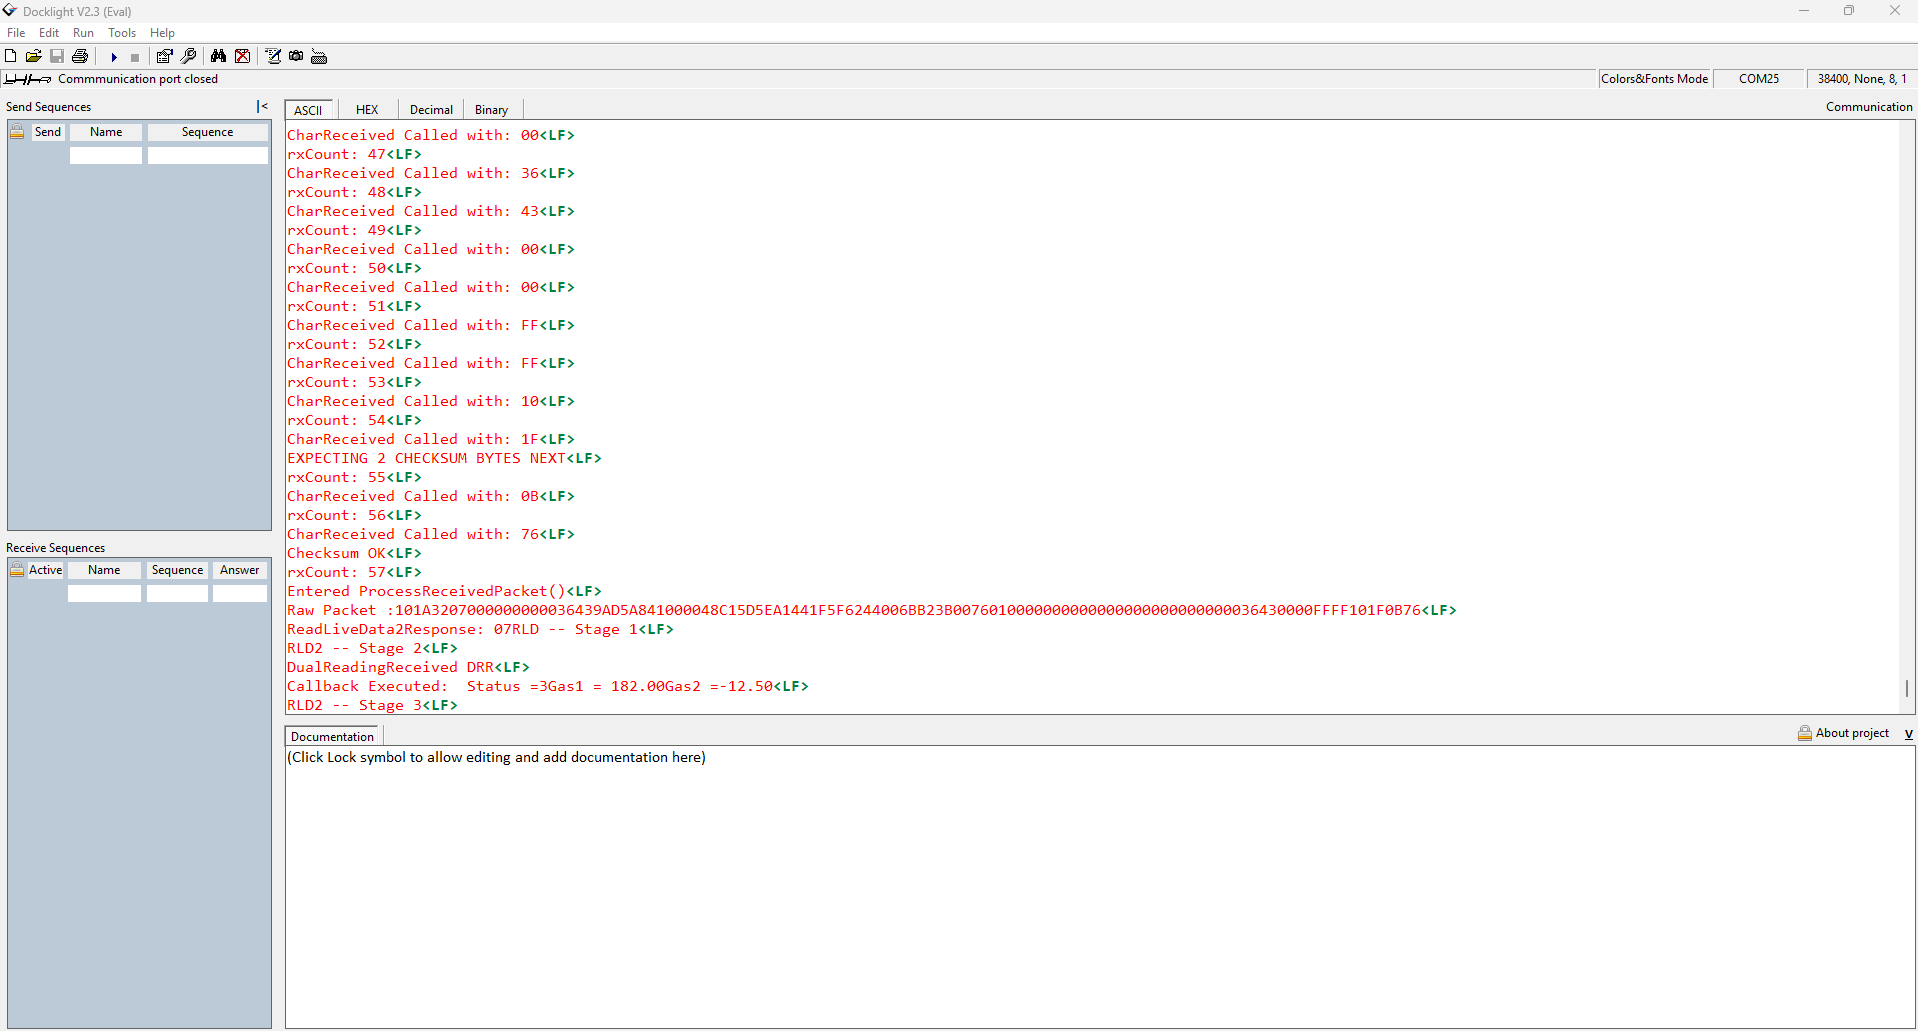 Docklight V2.3 (Eval)
File Edit Run Tools Help
Commmunication port closed
Colors&Fonts Mode
COM25
38400, None, 8, 1
Send Sequences
|<
Send Name Sequence
Receive Sequences
Active Name Sequence Answer
ASCII HEX Decimal Binary
Communication
CharReceived Called with: 00<LF>
rxCount: 47<LF>
CharReceived Called with: 36<LF>
rxCount: 48<LF>
CharReceived Called with: 43<LF>
rxCount: 49<LF>
CharReceived Called with: 00<LF>
rxCount: 50<LF>
CharReceived Called with: 00<LF>
rxCount: 51<LF>
CharReceived Called with: FF<LF>
rxCount: 52<LF>
CharReceived Called with: FF<LF>
rxCount: 53<LF>
CharReceived Called with: 10<LF>
rxCount: 54<LF>
CharReceived Called with: 1F<LF>
EXPECTING 2 CHECKSUM BYTES NEXT<LF>
rxCount: 55<LF>
CharReceived Called with: 0B<LF>
rxCount: 56<LF>
CharReceived Called with: 76<LF>
Checksum OK<LF>
rxCount: 57<LF>
Entered ProcessReceivedPacket()<LF>
Raw Packet :101A3207000000000036439AD5A841000048C15D5EA1441F5F6244006BB23B007601000000000000000000000000000036430000FFFF101F0B76<LF>
ReadLiveData2Response: 07RLD -- Stage 1<LF>
RLD2 -- Stage 2<LF>
DualReadingReceived DRR<LF>
Callback Executed:  Status =3Gas1 = 182.00Gas2 =-12.50<LF>
RLD2 -- Stage 3<LF>
Documentation
About project
v
(Click Lock symbol to allow editing and add documentation here)